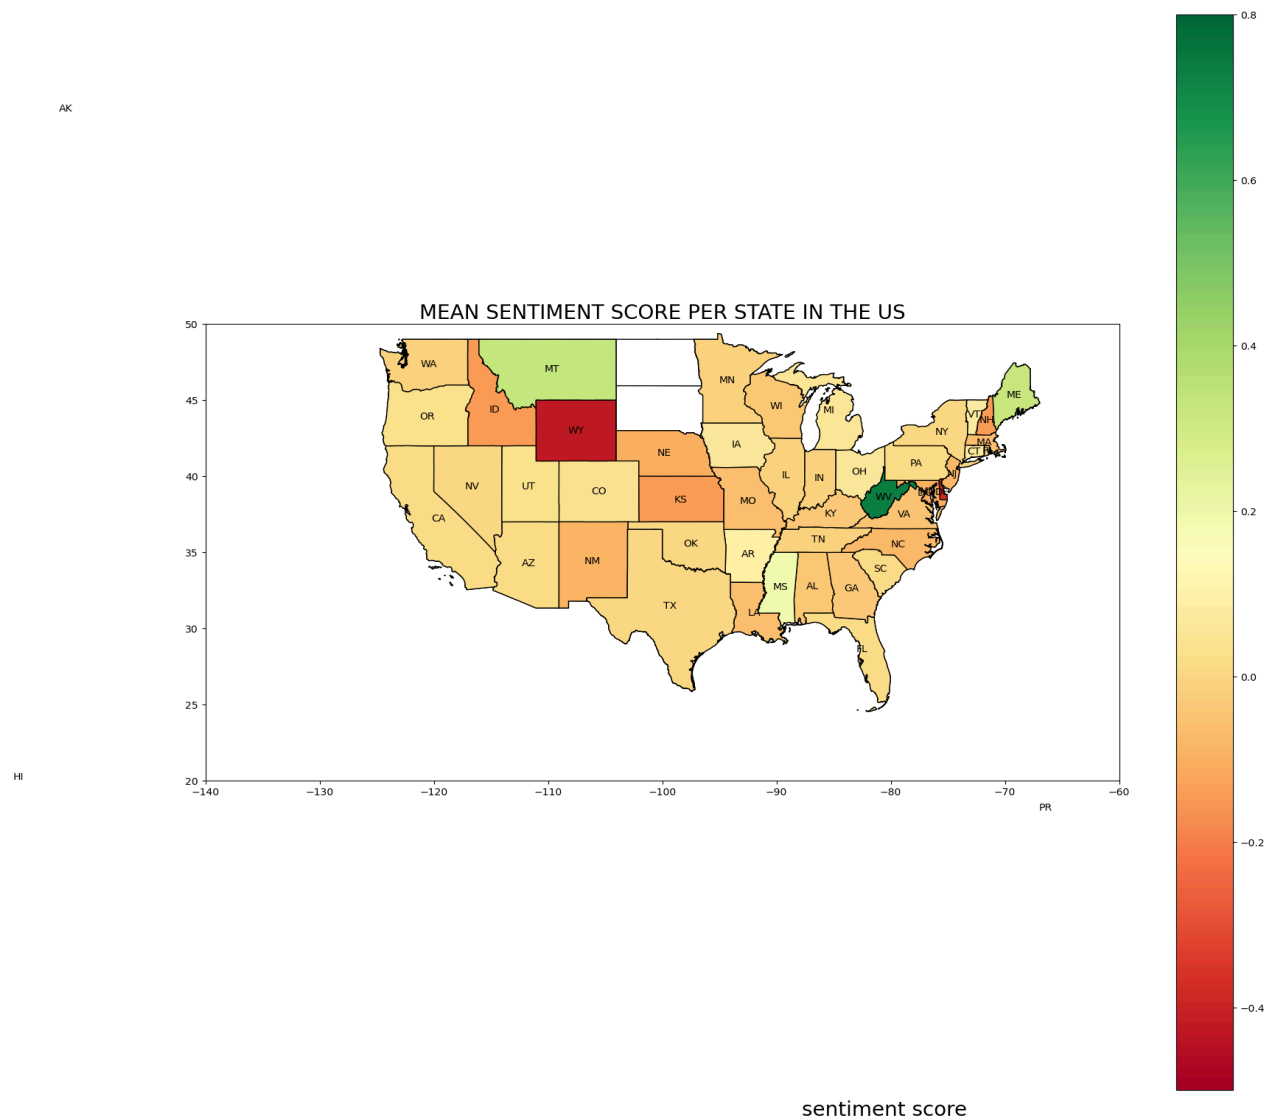 0.8
AK
0.6
MEAN SENTIMENT SCORE PER STATE IN THE US
50
WA
MT
ME
0.4
MN
45
WI
MI
ID
OR
VT
NH
WY
NY
MA
IA
NE
CT
PA
OH
40
IL
IN
NJ
NV
UT
CO
WV
KS
MO
0.2
KY
VA
CA
TN
NC
OK
35
AR
AZ
NM
SC
MS
AL
GA
TX
LA
30
FL
0.0
25
HI
20
−140
−130
−120
−110
−100
−90
−80
−70
−60
PR
−0.2
−0.4
sentiment score